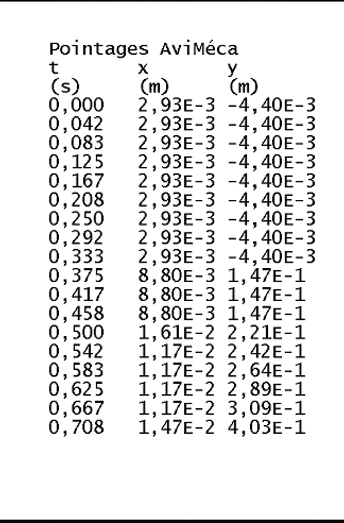 Pointages AviMéca
t x y
(s) (m) (m)
0,000 2,93E-3 -4,40E-3
0,042 2,93E-3 -4,40E-3
0,083 2,93E-3 -4,40E-3
0,125 2,93E-3 -4,40E-3
0,167 2,93E-3 -4,40E-3
0,208 2,93E-3 -4,40E-3
0,250 2,93E-3 -4,40E-3
0,292 2,93E-3 -4,40E-3
0,333 2,93E-3 -4,40E-3
0,375 8,80E-3 1,47E-1
0,417 8,80E-3 1,47E-1
0,458 8,80E-3 1,47E-1
0,500 1,61E-2 2,21E-1
0,542 1,17E-2 2,42E-1
0,583 1,17E-2 2,64E-1
0,625 1,17E-2 2,89E-1
0,667 1,17E-2 3,09E-1
0,708 1,47E-2 4,03E-1